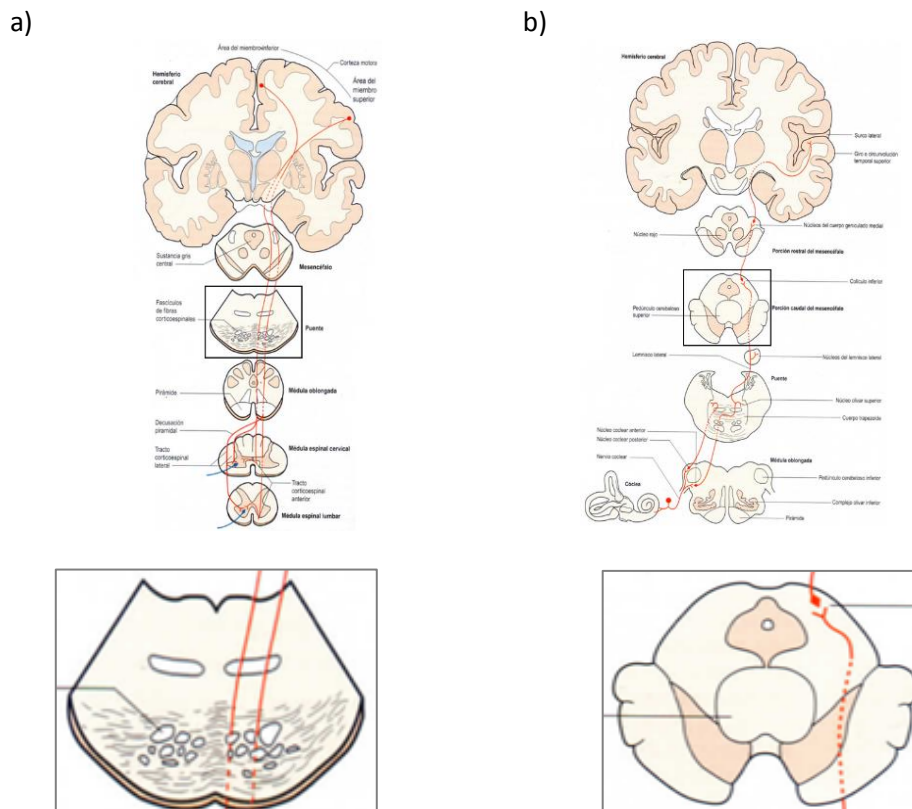 a)
Área del miembro inferior
Corteza motora
Hemisferio
cerebral
Área del
miembro
superior
Sustancia gris
central
Mesencéfalo
Fascículos
de fibras
corticoespinales
Puente
Pirámide
Médula oblongada
Decusación
piramidal
Médula espinal cervical
Tracto
corticoespinal
lateral
Tracto
corticoespinal
anterior
Médula espinal lumbar
b)
Hemisferio cerebral
Surco lateral
Giro o circunvolución
temporal superior
Núcleos del cuerpo geniculado medial
Núcleo rojo
Porción rostral del mesencéfalo
Colículo inferior
Pedúnculo cerebeloso
superior
Porción caudal del mesencéfalo
Lemnisco lateral
Núcleos del lemnisco lateral
Puente
Núcleo olivar superior
Cuerpo trapezoide
Núcleo coclear anterior
Núcleo coclear posterior
Nervio coclear
Médula oblongada
Cóclea
Pedúnculo cerebeloso inferior
Complejo olivar inferior
Pirámide